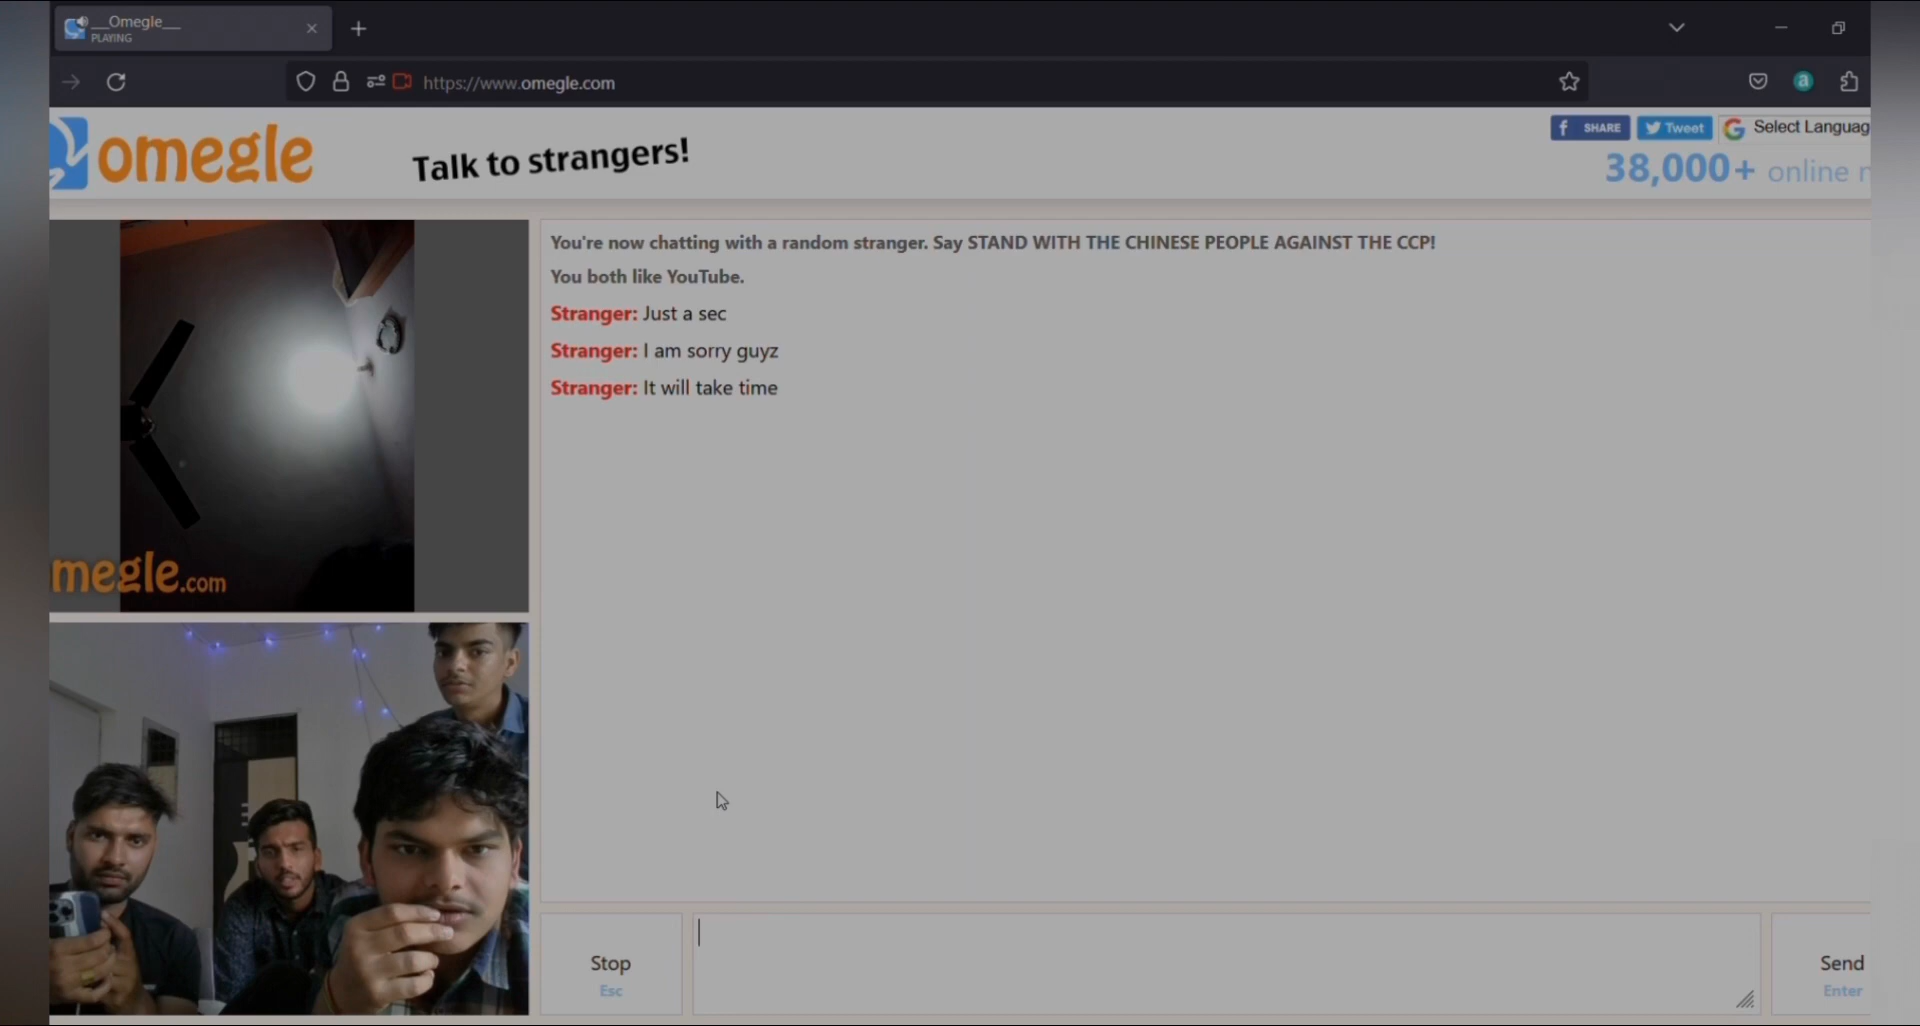 __Omegle__
PLAYING
https://www.omegle.com
omegle
Talk to strangers!
SHARE
Tweet
Select Languag
38,000+ online n
You're now chatting with a random stranger. Say STAND WITH THE CHINESE PEOPLE AGAINST THE CCP!
You both like YouTube.
Stranger: Just a sec
Stranger: I am sorry guyz
Stranger: It will take time
megle.com
Stop
Esc
Send
Enter